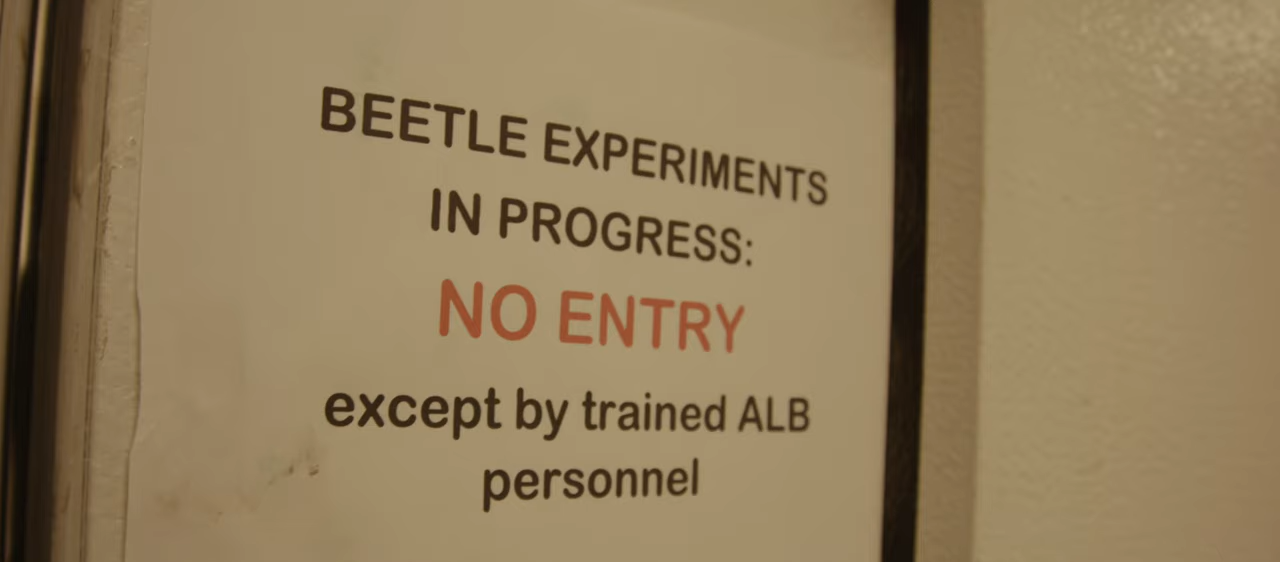 BEETLE EXPERIMENTS
IN PROGRESS:
NO ENTRY
except by trained ALB
personnel